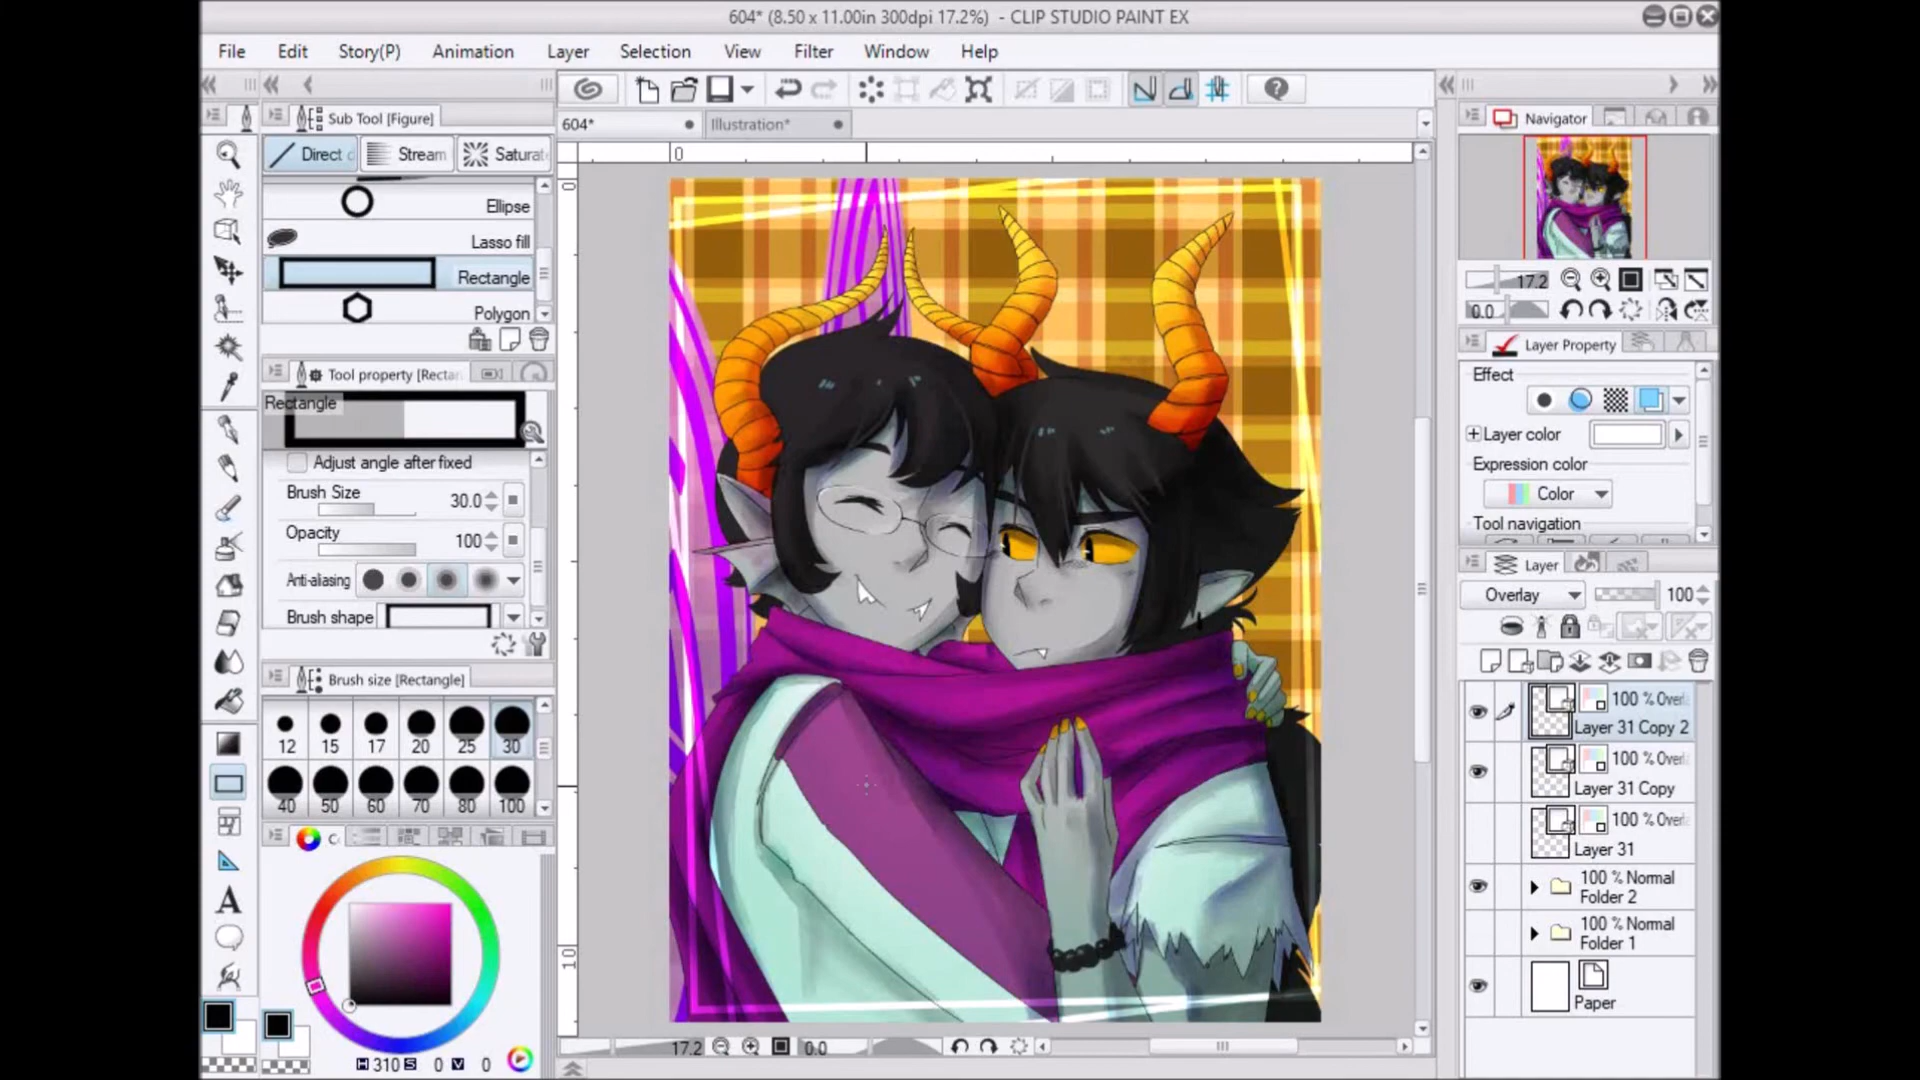 604* (8.50 x 11.00in 300dpi 17.2%) - CLIP STUDIO PAINT EX
File Edit Story(P) Animation Layer Selection View Filter Window Help
Sub Tool [Figure]
Direct
Stream
Saturat
Ellipse
Lasso fill
Rectangle
Polygon
Tool property [Rectar
Rectangle
Adjust angle after fixed
Brush Size 30.0
Opacity 100
Anti-aliasing
Brush shape
Brush size [Rectangle]
12 15 17 20 25 30
40 50 60 70 80 100
H 310 S 0 V 0
604*
Illustration*
0
0
10
17.2
0.0
Navigator
17.2
0.0
Layer Property
Effect
Layer color
Expression color
Color
Tool navigation
Layer
Overlay 100
100 % Overl
Layer 31 Copy 2
100 % Overl
Layer 31 Copy
100 % Overl
Layer 31
100 % Normal
Folder 2
100 % Normal
Folder 1
Paper